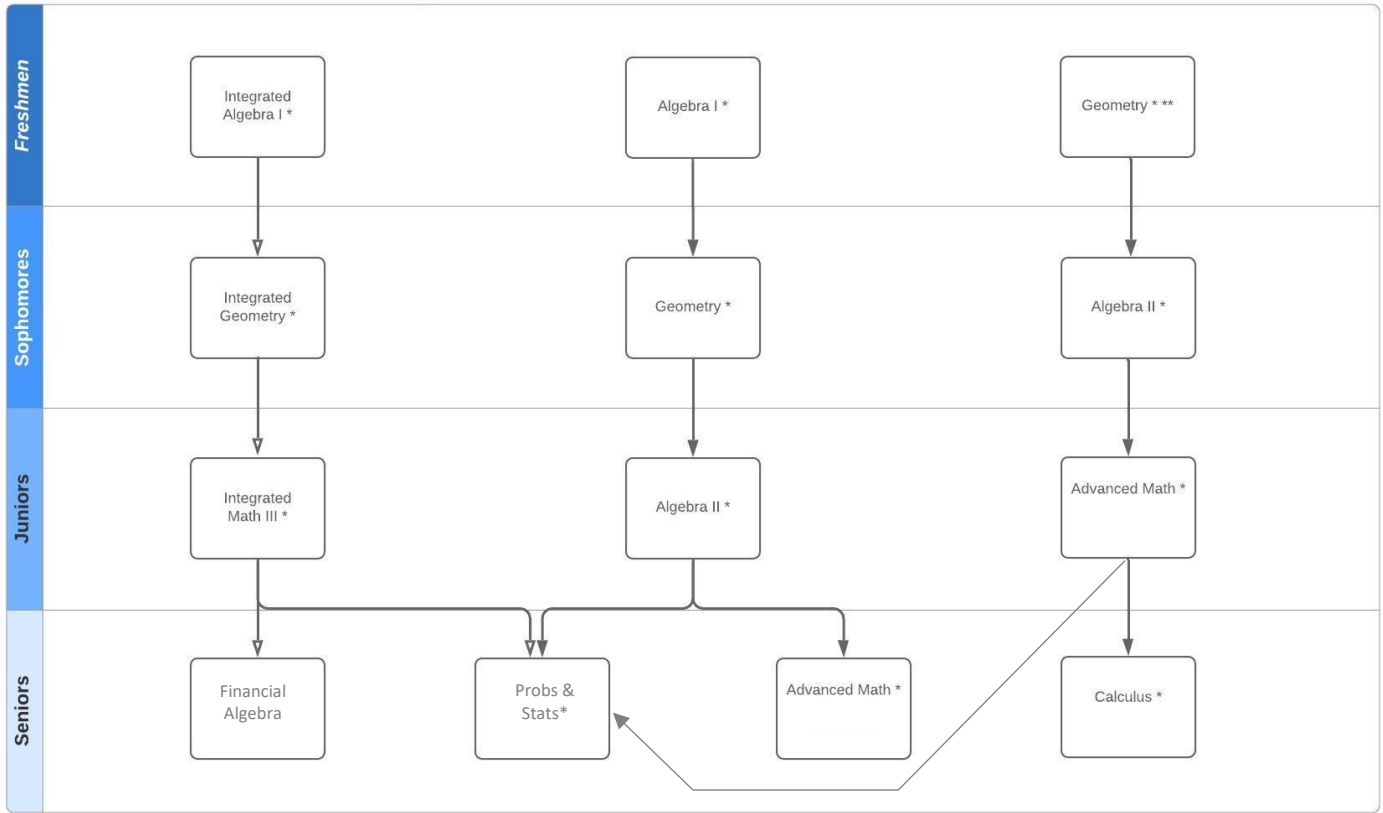 Freshmen
Integrated
Algebra I *
Algebra I *
Geometry * **
Sophomores
Integrated
Geometry *
Geometry *
Algebra II *
Juniors
Integrated
Math III *
Algebra II *
Advanced Math *
Seniors
Financial
Algebra
Probs &
Stats*
Advanced Math *
Calculus *